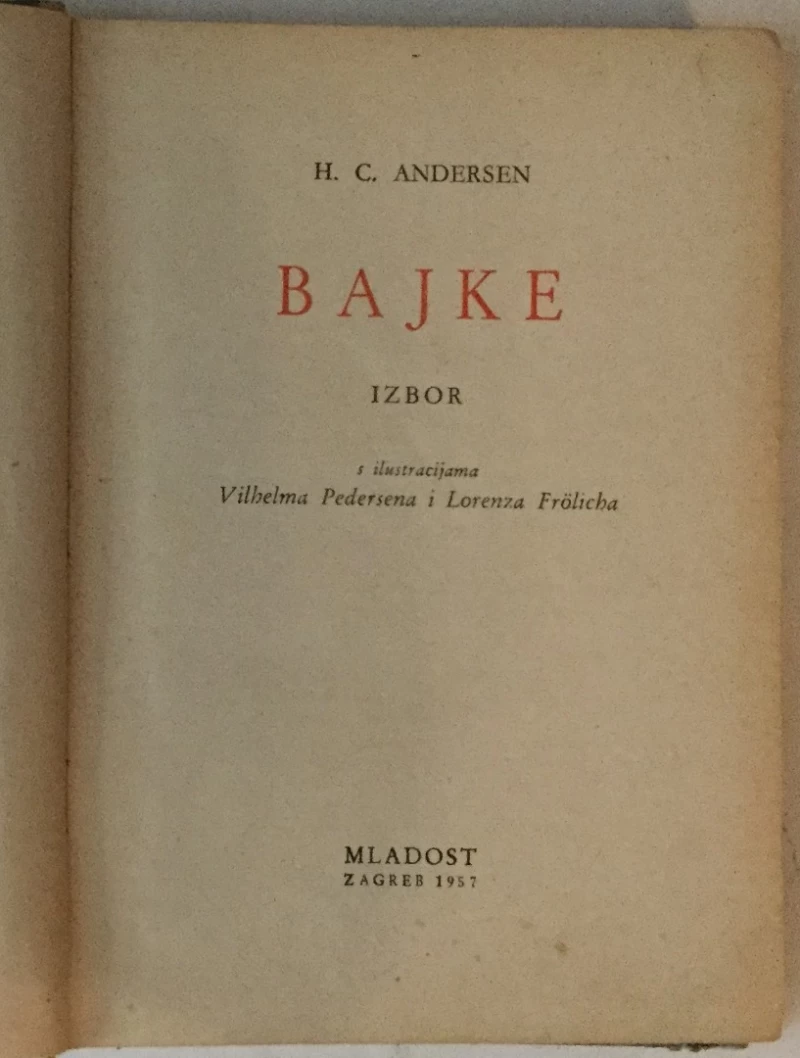 H. C. ANDERSEN
BAJKE
IZBOR
s ilustracijama
Vilhelma Pedersena i Lorenza Frölicha
MLADOST
ZAGREB 1957